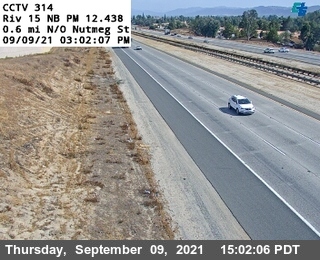 CCTV 314
Riv 15 NB PM 12.438
0.6 mi N/O Nutmeg St
09/09/21 03:02:07 PM
Thursday, September 09, 2021 15:02:06 PDT